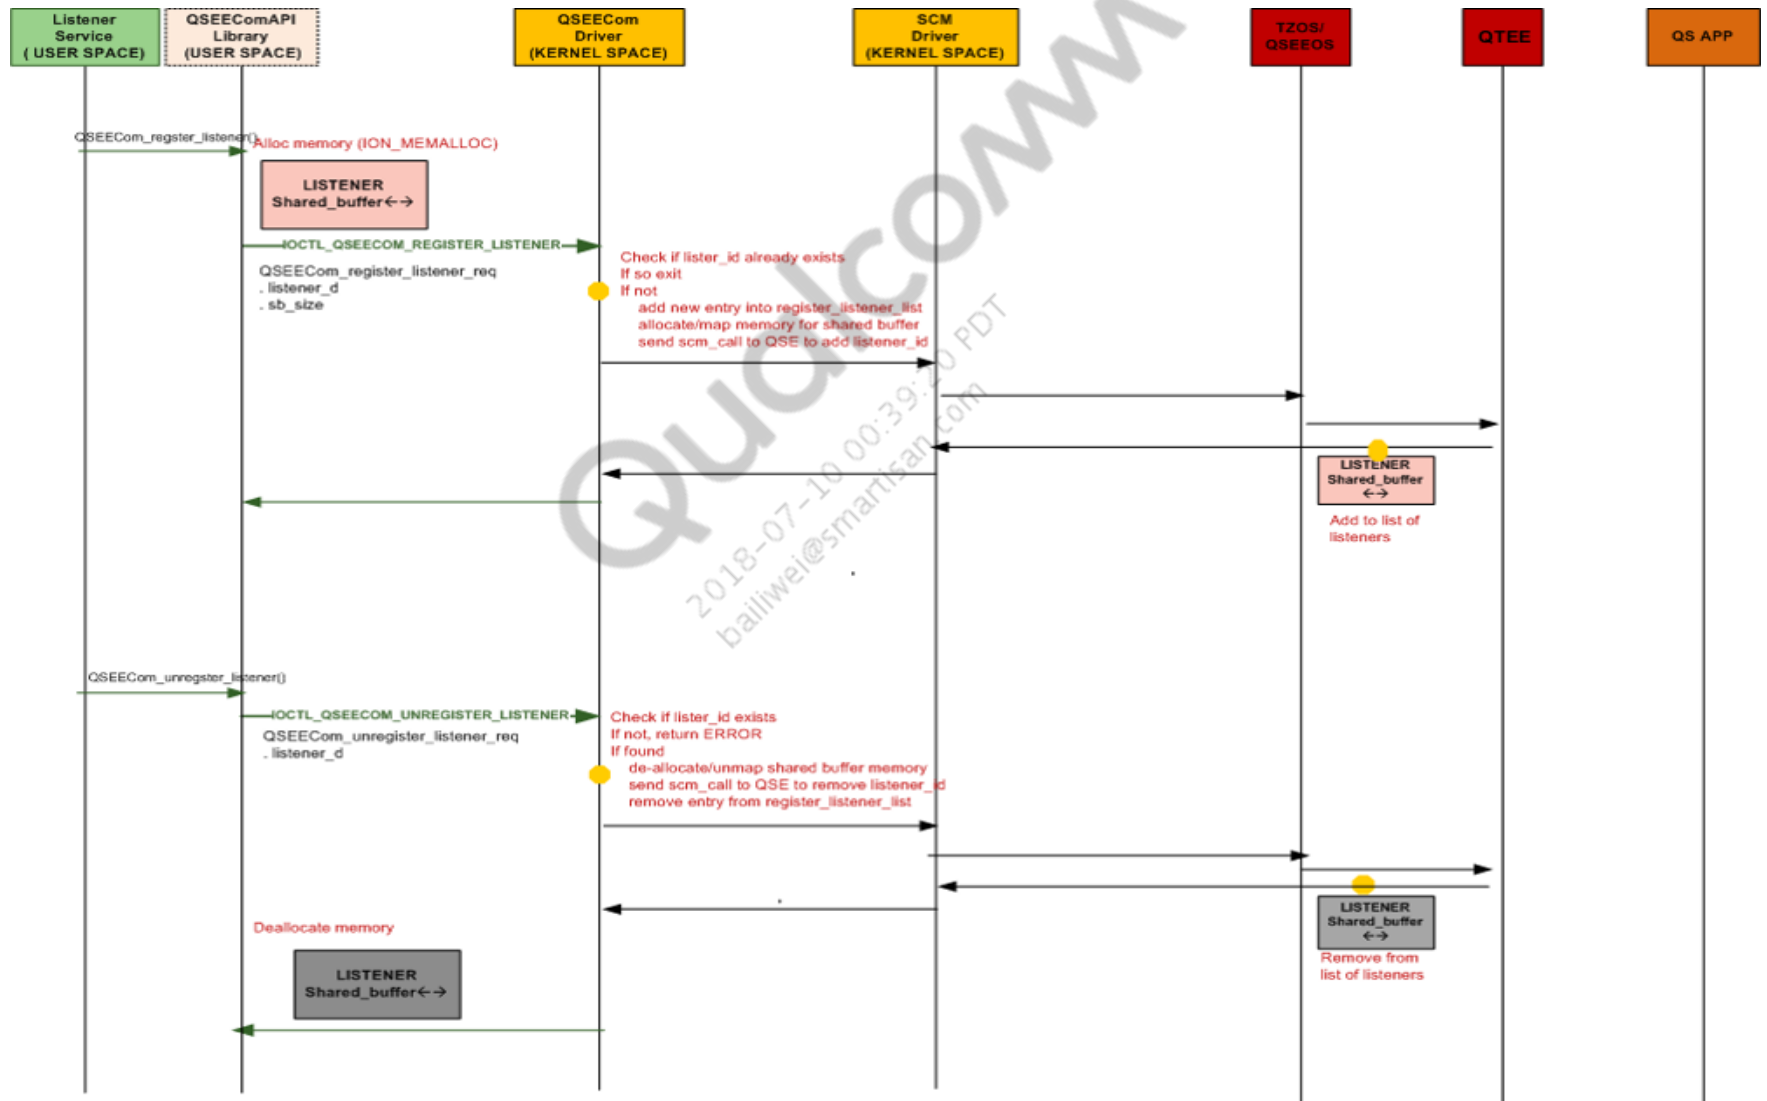 Listener
Service
( USER SPACE)
QSEEComAPI
Library
(USER SPACE)
QSEECom
Driver
(KERNEL SPACE)
SCM
Driver
(KERNEL SPACE)
TZOS/
QSEEOS
QTEE
QS APP
QSEECom_regster_listener()
Alloc memory (ION_MEMALLOC)
LISTENER
Shared_buffer←→
IOCTL_QSEECOM_REGISTER_LISTENER
QSEECom_register_listener_req
. listener_d
. sb_size
Check if lister_id already exists
If so exit
If not
add new entry into register_listener_list
allocate/map memory for shared buffer
send scm_call to QSE to add listener_id
LISTENER
Shared_buffer
←→
Add to list of
listeners
Qualcomm
2018-07-10 00:39:20 PDT
bailiwei@smartisan.com
QSEECom_unregster_listener()
IOCTL_QSEECOM_UNREGISTER_LISTENER
QSEECom_unregister_listener_req
. listener_d
Check if lister_id exists
If not, return ERROR
If found
de-allocate/unmap shared buffer memory
send scm_call to QSE to remove listener_id
remove entry from register_listener_list
LISTENER
Shared_buffer
←→
Remove from
list of listeners
Deallocate memory
LISTENER
Shared_buffer←→